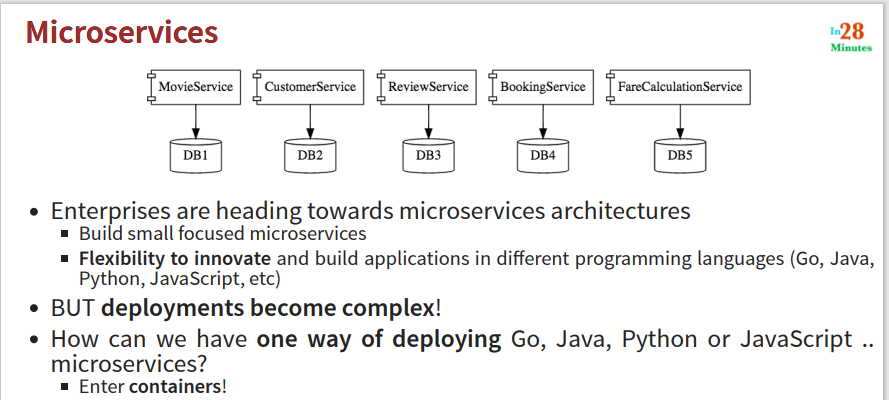 Microservices
In28
Minutes
MovieService CustomerService ReviewService BookingService FareCalculationService
DB1 DB2 DB3 DB4 DB5
• Enterprises are heading towards microservices architectures
▪ Build small focused microservices
▪ Flexibility to innovate and build applications in different programming languages (Go, Java,
Python, JavaScript, etc)
• BUT deployments become complex!
• How can we have one way of deploying Go, Java, Python or JavaScript ..
microservices?
▪ Enter containers!